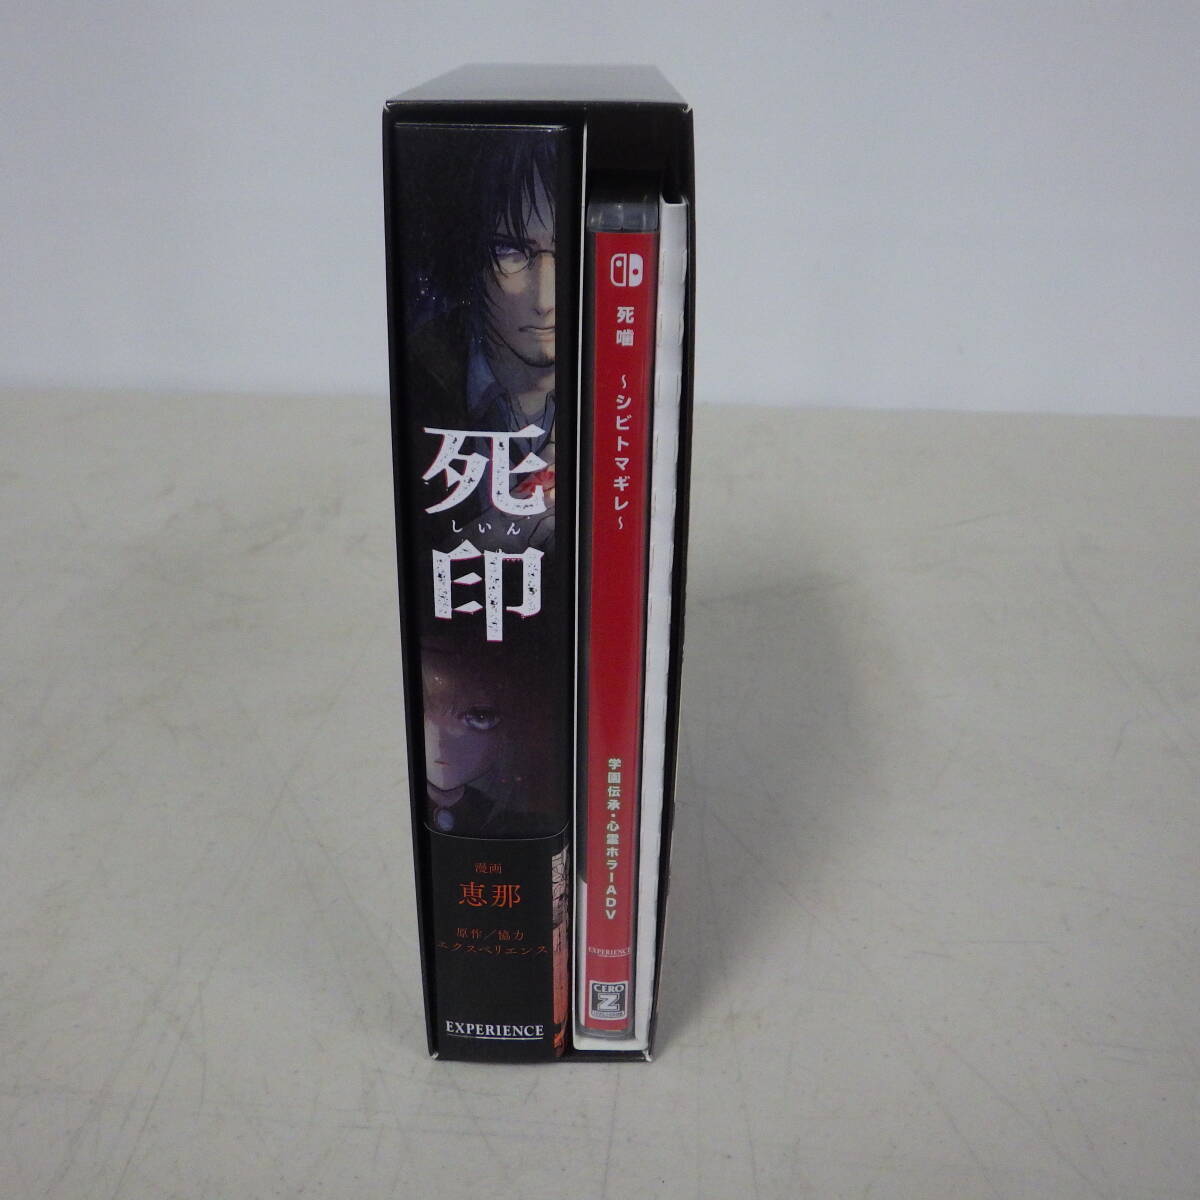 死印
しいん
漫画
恵那
原作／協力
エクスペリエンス
EXPERIENCE
死噛 ～シビトマギレ～
学園伝承・心霊ホラーADV
EXPERIENCE
CERO
Z